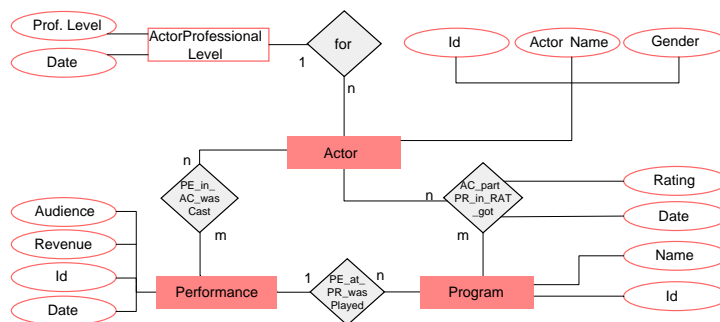 Prof. Level
Date
ActorProfessional
Level
1
for
n
Id
Actor Name
Gender
Actor
n
PE_in_
AC_was
Cast
m
n
AC_part
PR_in_RAT
_got
m
Rating
Date
Audience
Revenue
Id
Date
Performance
1
PE_at_
PR_was
Played
n
Program
Name
Id